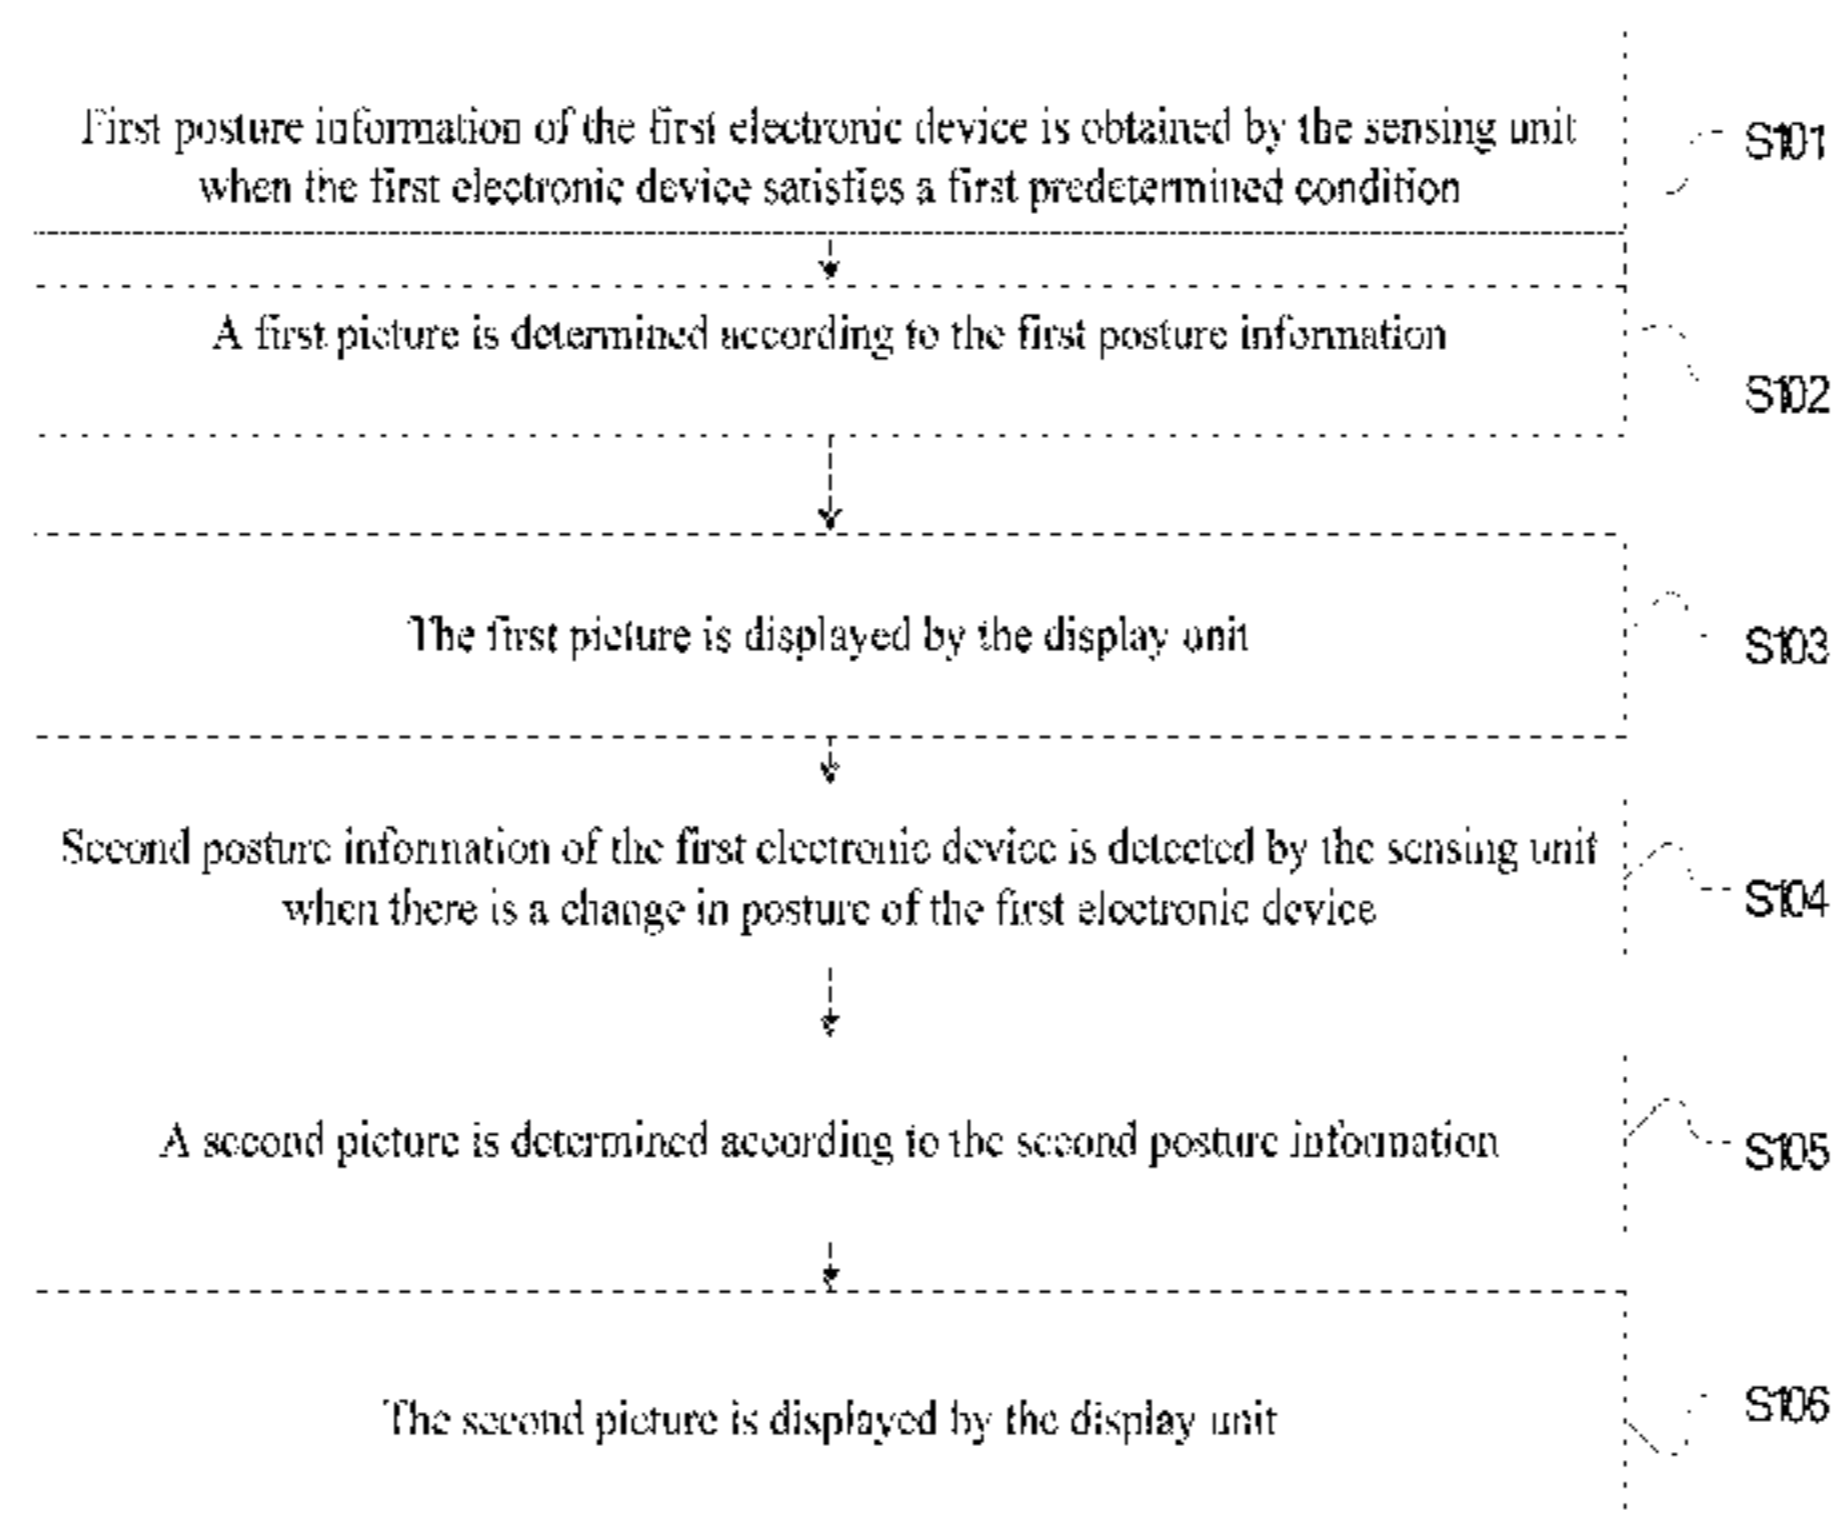 First posture information of the first electronic device is obtained by the sensing unit
when the first electronic device satisfies a first predetermined condition
S101
A first picture is determined according to the first posture information
S102
The first picture is displayed by the display unit
S103
Second posture information of the first electronic device is detected by the sensing unit
when there is a change in posture of the first electronic device
S104
A second picture is determined according to the second posture information
S105
The second picture is displayed by the display unit
S106